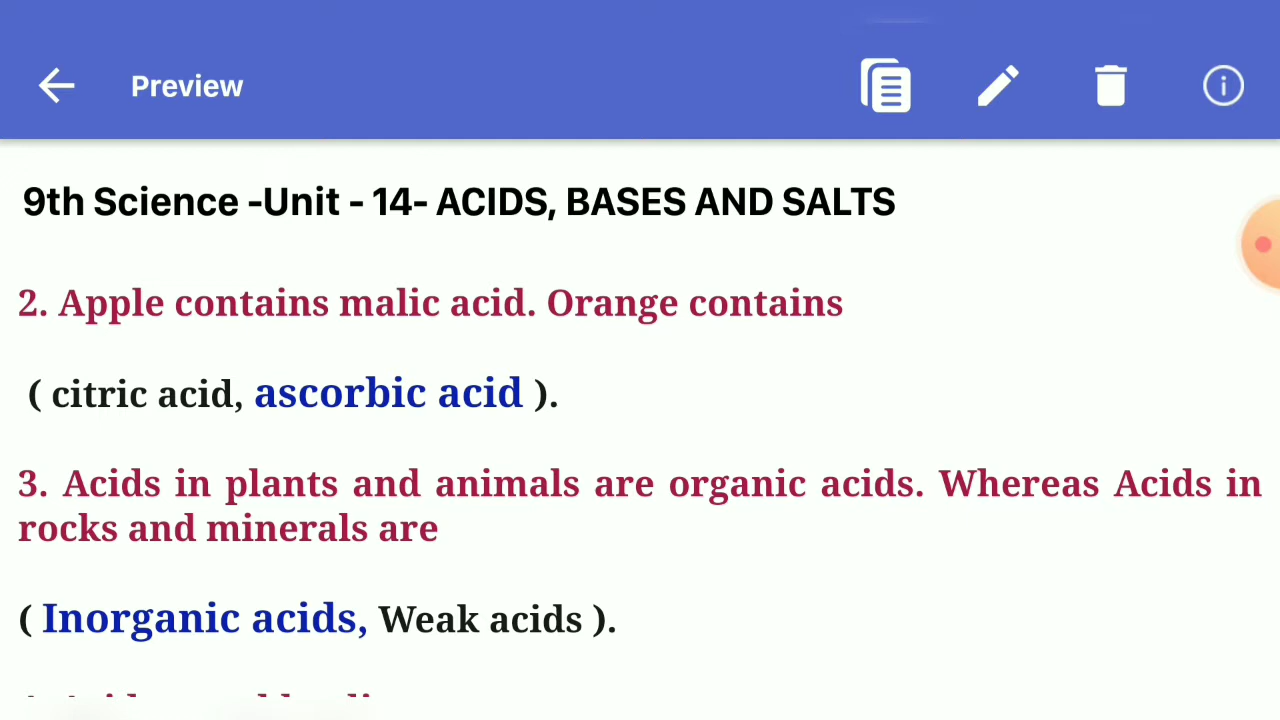 Preview
9th Science -Unit - 14- ACIDS, BASES AND SALTS
2. Apple contains malic acid. Orange contains
( citric acid, ascorbic acid ).
3. Acids in plants and animals are organic acids. Whereas Acids in
rocks and minerals are
( Inorganic acids, Weak acids ).